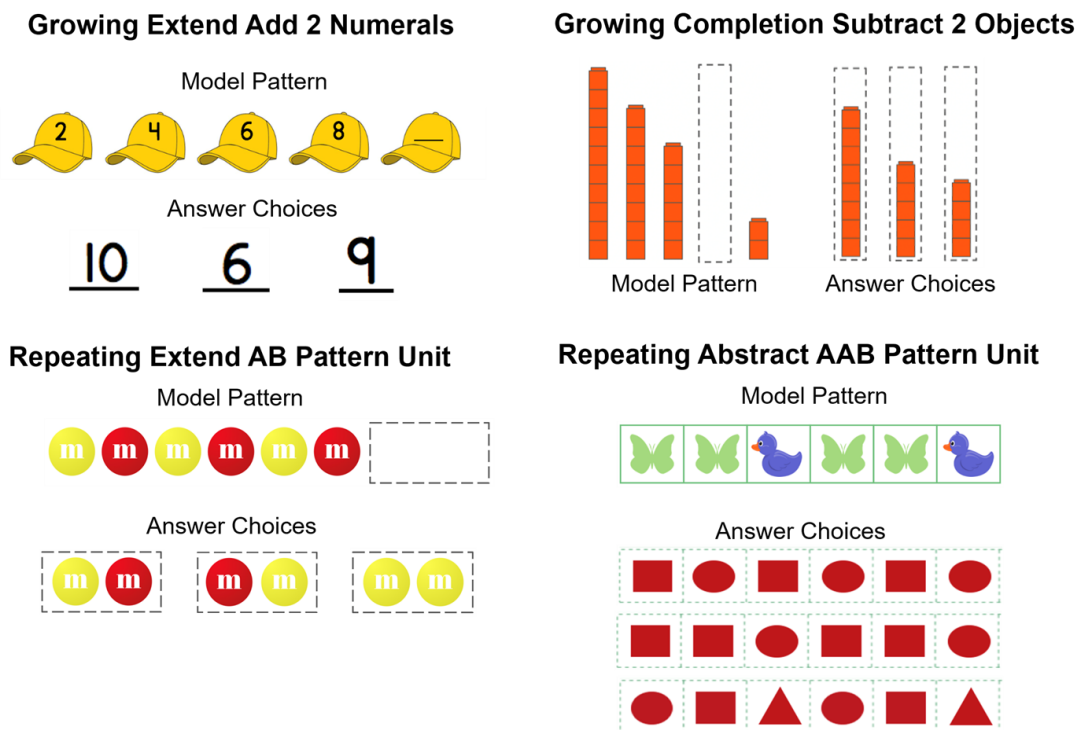 Growing Extend Add 2 Numerals
Model Pattern
2 4 6 8 __
Answer Choices
10 6 9
Growing Completion Subtract 2 Objects
Model Pattern
Answer Choices
Repeating Extend AB Pattern Unit
Model Pattern
m m m m m m
Answer Choices
m m m m m m
Repeating Abstract AAB Pattern Unit
Model Pattern
Answer Choices